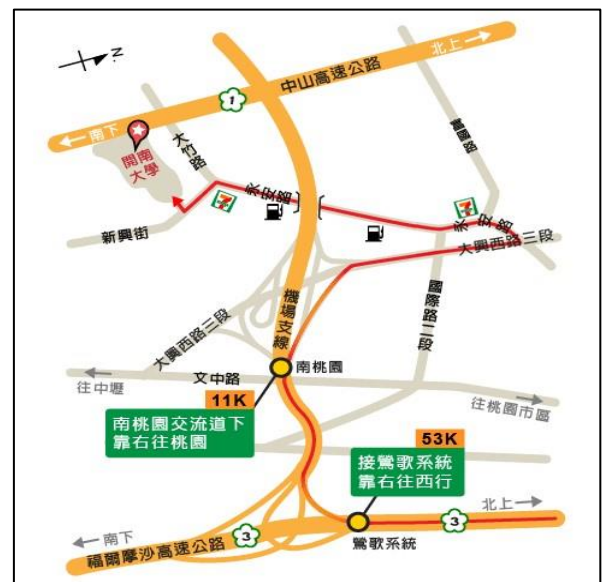 N
北上
中山高速公路
1
南下
開南
大學
大竹路
富國路
7
永安路
7
永安路
新興街
大興西路三段
國際路二段
機場支線
大興西路三段
南桃園
文中路
往中壢
往桃園市區
11K
南桃園交流道下
靠右往桃園
53K
接鶯歌系統
靠右往西行
北上
3
南下
3
福爾摩沙高速公路
鶯歌系統